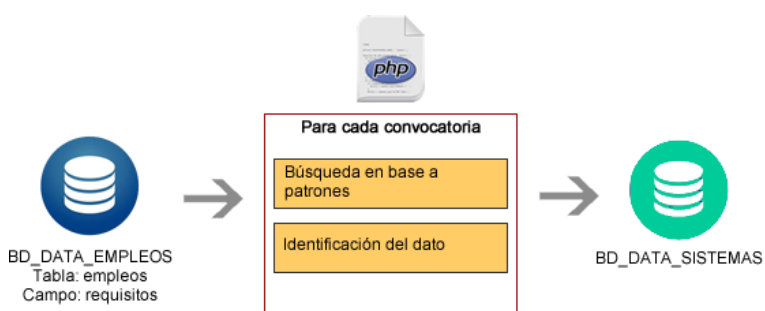 php
Para cada convocatoria
Búsqueda en base a
patrones
Identificación del dato
BD_DATA_EMPLEOS
Tabla: empleos
Campo: requisitos
BD_DATA_SISTEMAS